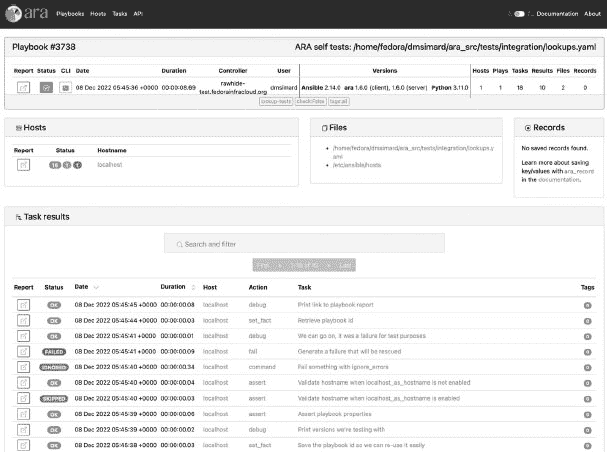 ara Playbooks Hosts Tasks API Documentation About
Playbook #3738 ARA self tests: /home/fedora/dmsimard/ara_src/tests/integration/lookups.yaml
Report Status CLI Date Duration Controller User Versions Hosts Plays Tasks Results Files Records
08 Dec 2022 05:45:36 +0000 00:00:08.69 rawhide-test.fedorainfracloud.org dmsimard Ansible 2.14.0 ara 1.6.0 (client), 1.6.0 (server) Python 3.11.0 1 1 18 10 2 0
lookup-tests
Hosts
Report Status Hostname
localhost
Files
/home/fedora/dmsimard/ara_src/tests/integration/lookups.y
aml
/etc/ansible/hosts
Records
No saved records found.
Learn more about saving
key/values with ara_record
in the documentation.
Task results
Search and filter
Report Status Date Duration Host Action Task Tags
OK 08 Dec 2022 05:45:45 +0000 00:00:00.08 localhost debug Print link to playbook report 0
OK 08 Dec 2022 05:45:44 +0000 00:00:00.03 localhost set_fact Retrieve playbook id 0
OK 08 Dec 2022 05:45:41 +0000 00:00:00.01 localhost debug We can go on, it was a failure for test purposes 0
FAILED 08 Dec 2022 05:45:41 +0000 00:00:00.09 localhost fail Generate a failure that will be rescued 0
IGNORED 08 Dec 2022 05:45:40 +0000 00:00:00.34 localhost command Fail something with ignore_errors 0
OK 08 Dec 2022 05:45:40 +0000 00:00:00.04 localhost assert Validate hostname when localhost_as_hostname is not enabled 0
SKIPPED 08 Dec 2022 05:45:40 +0000 00:00:00.03 localhost assert Validate hostname when localhost_as_hostname is enabled 0
OK 08 Dec 2022 05:45:39 +0000 00:00:00.06 localhost assert Assert playbook properties 0
OK 08 Dec 2022 05:45:39 +0000 00:00:00.02 localhost debug Print versions we're testing with 0
OK 08 Dec 2022 05:45:38 +0000 00:00:00.03 localhost set_fact Save the playbook id so we can re-use it easily 0